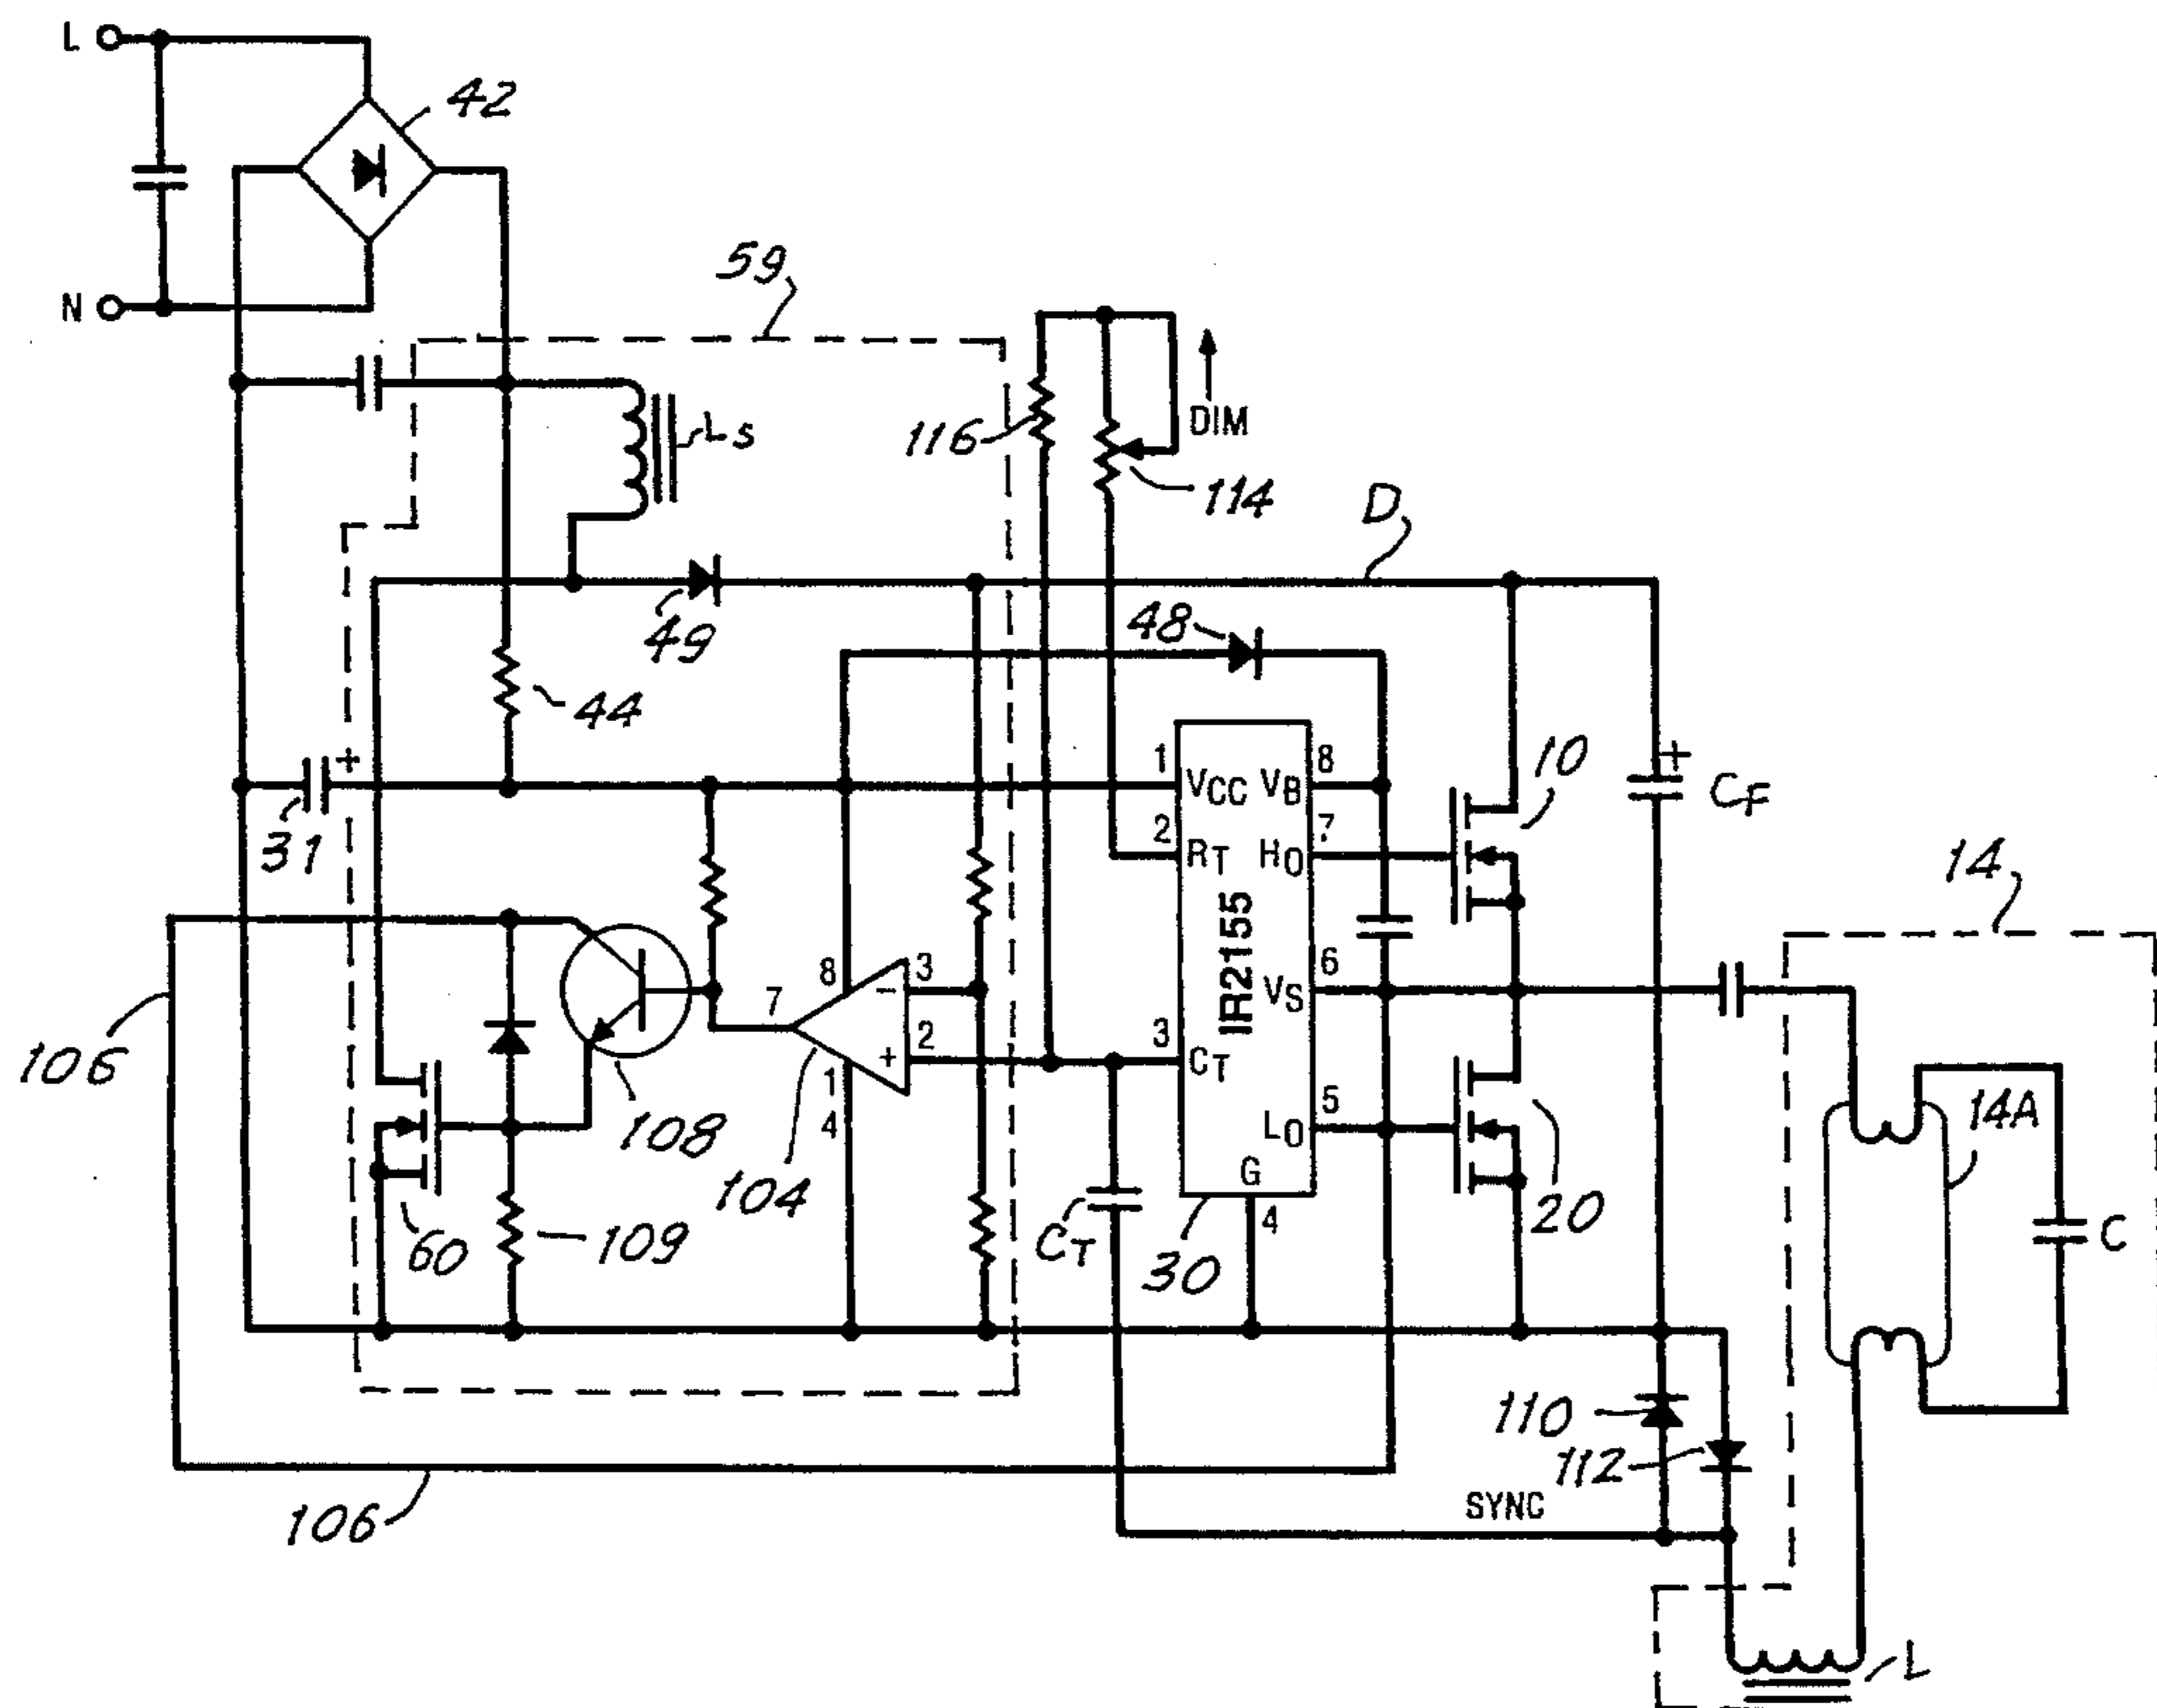 L
42
N
59
LS
116
DIM
114
D
49
48
44
+
31
1 VCC VB 8
2 RT HO 7
IR2155
VS 6
3 CT
LO 5
G
4
10
+
CF
14
106
8
3
−
7
2
+
1
4
108
104
60
109
CT
30
20
14A
C
110
112
SYNC
106
L